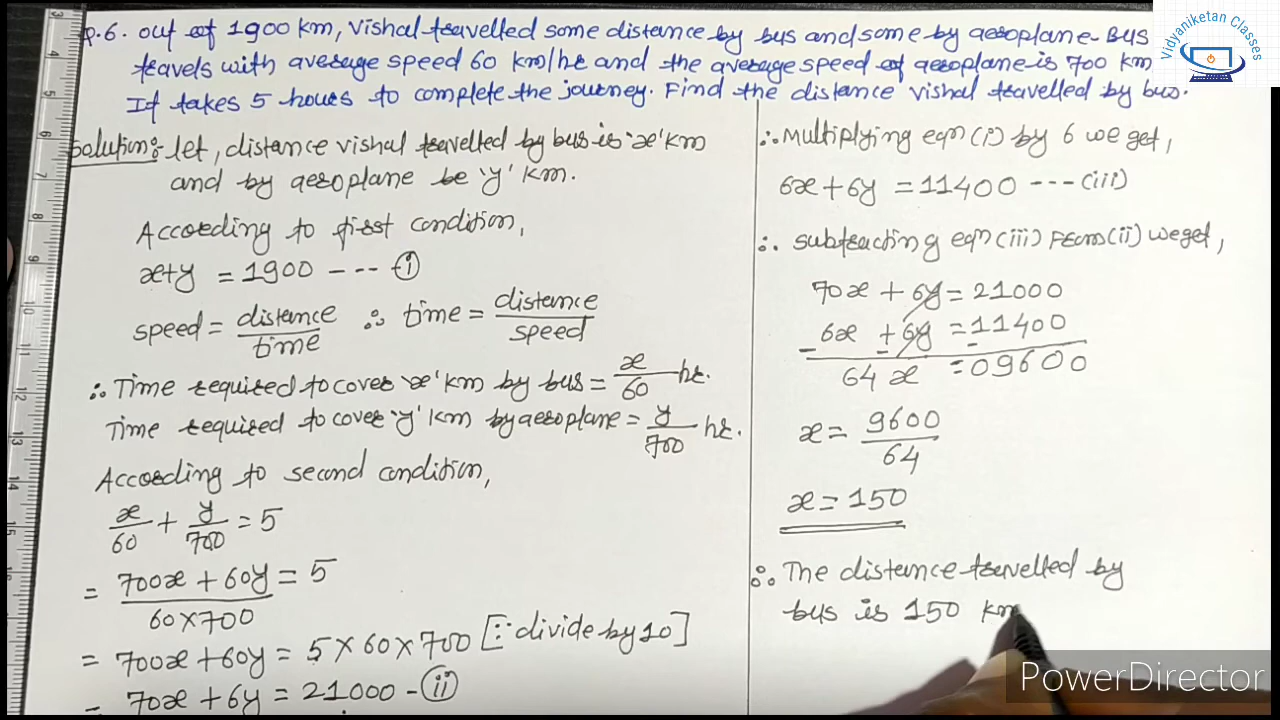 Q.6. Out of 1900 km, Vishal travelled some distance by bus and some by aeroplane. Bus
travels with average speed 60 km/hr and the average speed of aeroplane is 700 km
It takes 5 hours to complete the journey. Find the distance vishal travelled by bus.
Solution:- let, distance vishal travelled by bus is 'x' km
and by aeroplane be 'y' km.
According to first condition,
x+y = 1900 --- (i)
speed = distance/time ∴ time = distance/speed
∴ Time required to cover 'x' km by bus = x/60 hr.
Time required to cover 'y' km by aeroplane = y/700 hr.
According to second condition,
x/60 + y/700 = 5
= 700x + 60y/60×700 = 5
= 700x + 60y = 5 × 60 × 700 [∵ divide by 10]
= 70x + 6y = 21000 - (ii)
∴ Multiplying eqn (i) by 6 we get,
6x + 6y = 11400 --- (iii)
∴ subtracting eqn (iii) from (ii) we get,
70x + 6y = 21000
- 6x + 6y = 11400
- -
64x = 09600
x = 9600/64
x = 150
∴ The distance travelled by
bus is 150 km
Vidyaniketan Classes
PowerDirector